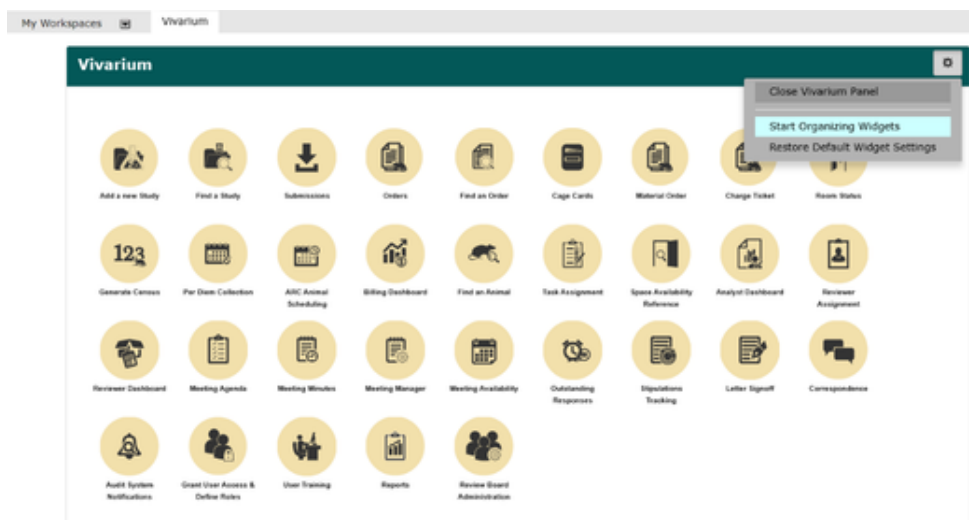 My Workspaces
Vivarium
Vivarium
Close Vivarium Panel
Start Organizing Widgets
Restore Default Widget Settings
Add a new Study
Find a Study
Submissions
Orders
Find an Order
Cage Cards
Material Order
Charge Ticket
Room Status
123
Generate Census
Per Diem Collection
ARC Animal
Scheduling
Billing Dashboard
Find an Animal
Task Assignment
Space Availability
Reference
Analyst Dashboard
Reviewer
Assignment
Reviewer Dashboard
Meeting Agenda
Meeting Minutes
Meeting Manager
Meeting Availability
Outstanding
Responses
Stipulations
Tracking
Letter Signoff
Correspondence
Audit System
Notifications
Grant User Access &
Define Roles
User Training
Reports
Review Board
Administration